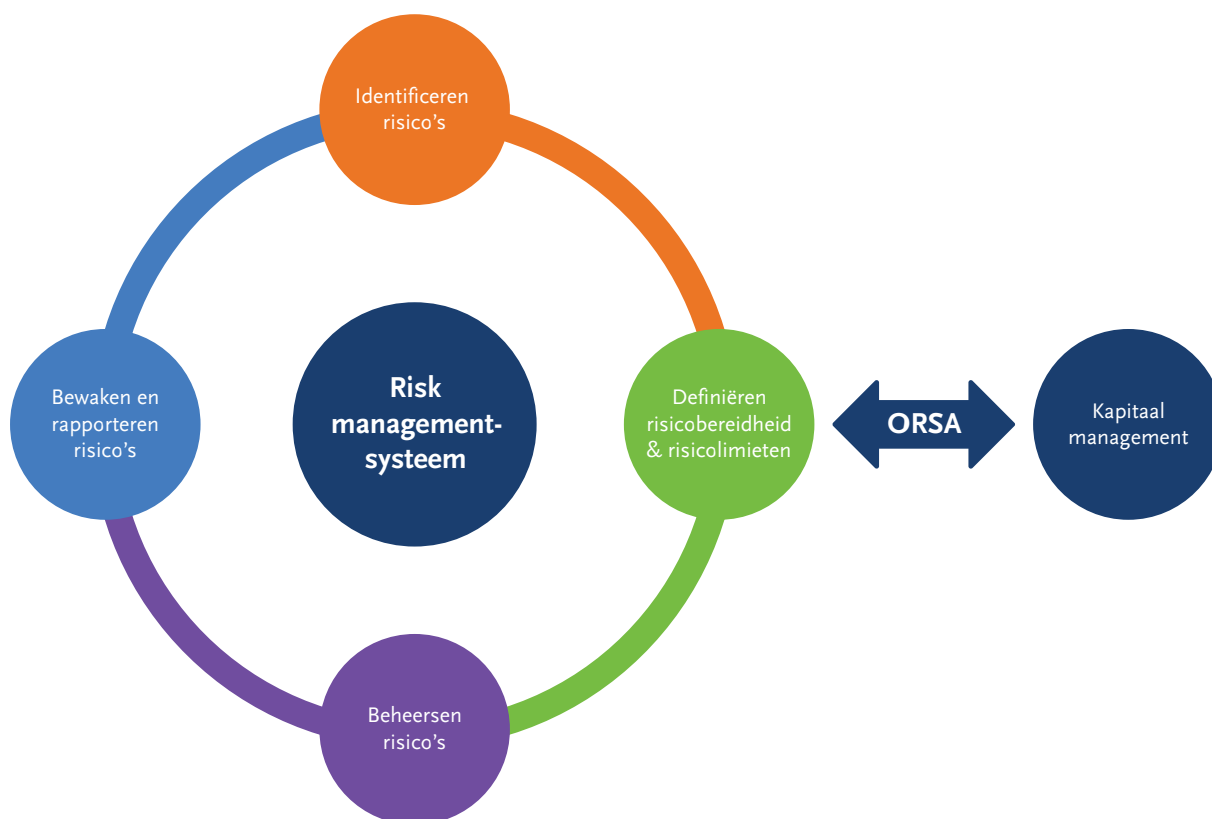 Identificeren
risico’s
Bewaken en
rapporteren
risico’s
Risk
management-
systeem
Definiëren
risicobereidheid
& risicolimieten
ORSA
Kapitaal
management
Beheersen
risico’s